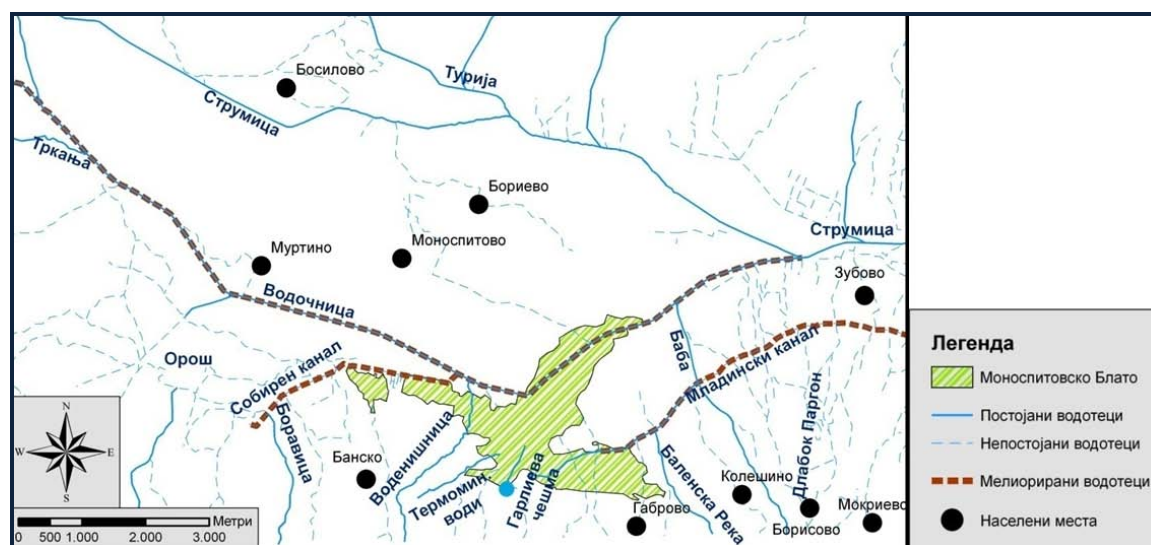 Босилово
Турија
Струмица
Тркања
Бориево
Муртино
Моноспитово
Струмица
Зубово
Водочница
Баба
Орош
Собирен канал
Младински канал
Боравица
Банско
Воденишница
Термомин.
води
Гарлиева
чешма
Габрово
Баленска Река
Колешино
Длабок Паргон
Борисово
Мокриево
N
W
E
S
Метри
0 500 1.000 2.000 3.000
Легенда
Моноспитовско Блато
Постојани водотеци
Непостојани водотеци
Мелиорирани водотеци
Населени места